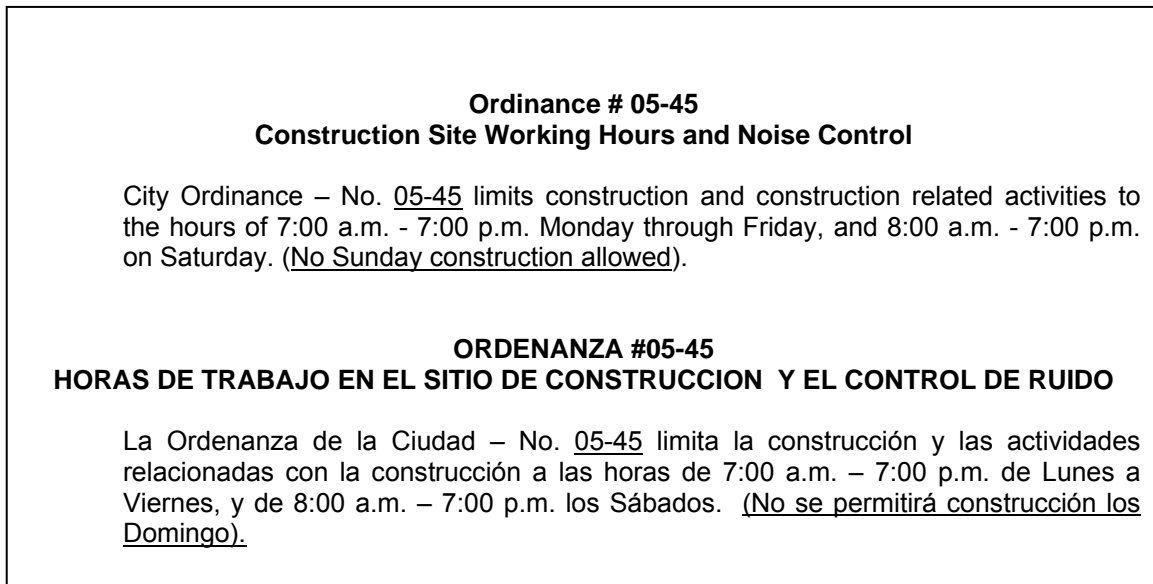 Ordinance # 05-45
Construction Site Working Hours and Noise Control
City Ordinance – No. 05-45 limits construction and construction related activities to
the hours of 7:00 a.m. - 7:00 p.m. Monday through Friday, and 8:00 a.m. - 7:00 p.m.
on Saturday. (No Sunday construction allowed).
ORDENANZA #05-45
HORAS DE TRABAJO EN EL SITIO DE CONSTRUCCION Y EL CONTROL DE RUIDO
La Ordenanza de la Ciudad – No. 05-45 limita la construcción y las actividades
relacionadas con la construcción a las horas de 7:00 a.m. – 7:00 p.m. de Lunes a
Viernes, y de 8:00 a.m. – 7:00 p.m. los Sábados. (No se permitirá construcción los
Domingo).